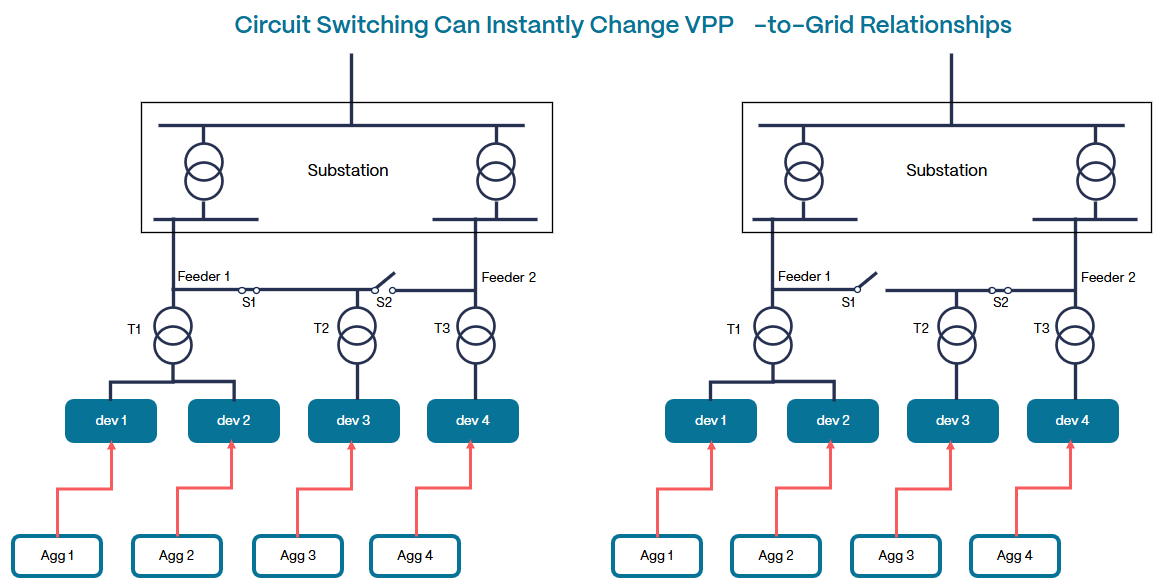 Circuit Switching Can Instantly Change VPP -to-Grid Relationships
Substation
Feeder 1
Feeder 2
S1
S2
T1
T2
T3
dev 1
dev 2
dev 3
dev 4
Agg 1
Agg 2
Agg 3
Agg 4
Substation
Feeder 1
Feeder 2
S1
S2
T1
T2
T3
dev 1
dev 2
dev 3
dev 4
Agg 1
Agg 2
Agg 3
Agg 4